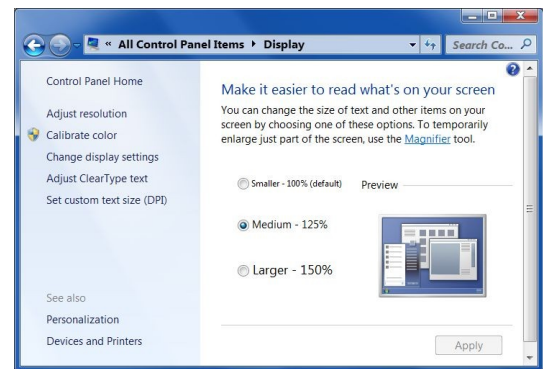 « All Control Panel Items ▸ Display
Search Co...
Control Panel Home
Adjust resolution
Calibrate color
Change display settings
Adjust ClearType text
Set custom text size (DPI)
See also
Personalization
Devices and Printers
Make it easier to read what's on your screen
You can change the size of text and other items on your
screen by choosing one of these options. To temporarily
enlarge just part of the screen, use the Magnifier tool.
Smaller - 100% (default)
Preview
Medium - 125%
Larger - 150%
Apply